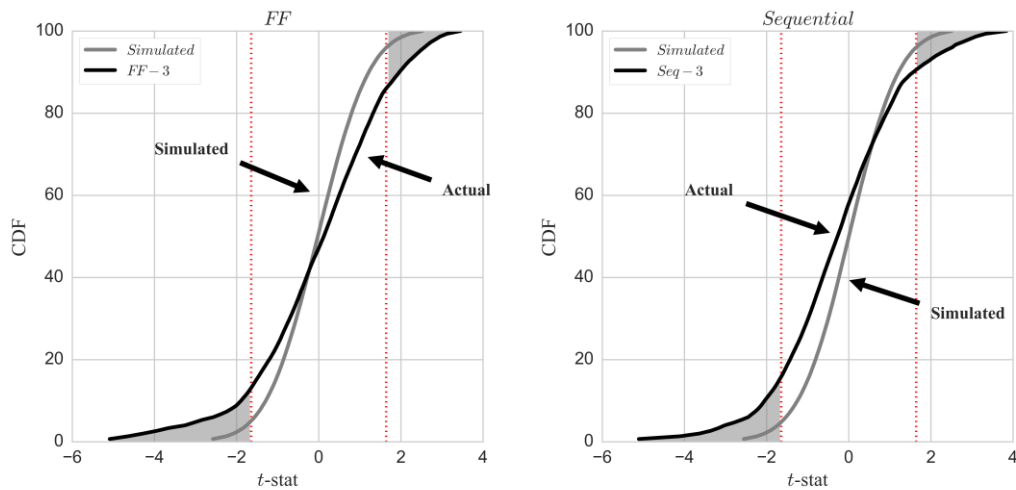 FF
Simulated
FF − 3
Simulated
Actual
CDF
100
80
60
40
20
0
−6
−4
−2
0
2
4
t-stat
Sequential
Simulated
Seq − 3
Actual
Simulated
CDF
100
80
60
40
20
0
−6
−4
−2
0
2
4
t-stat